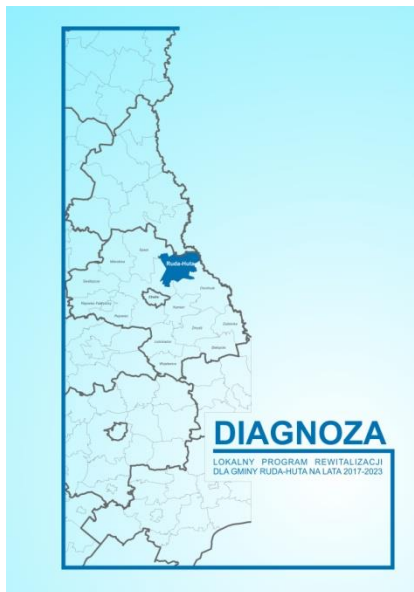 Ruda-Huta
DIAGNOZA
LOKALNY PROGRAM REWITALIZACJI
DLA GMINY RUDA-HUTA NA LATA 2017-2023